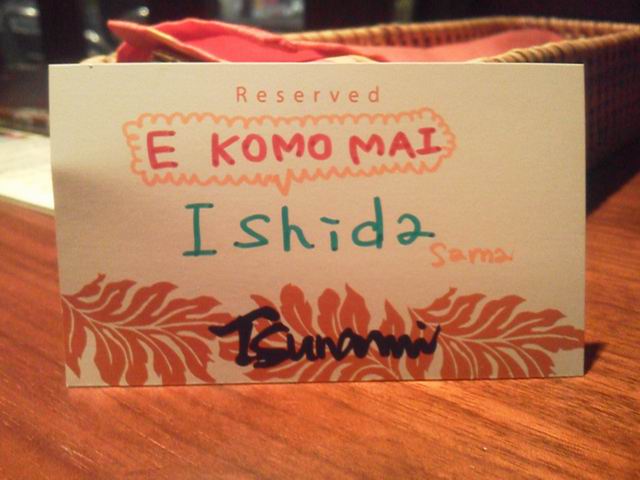 Reserved
E KOMO MAI
Ishida
sama
Tsunami